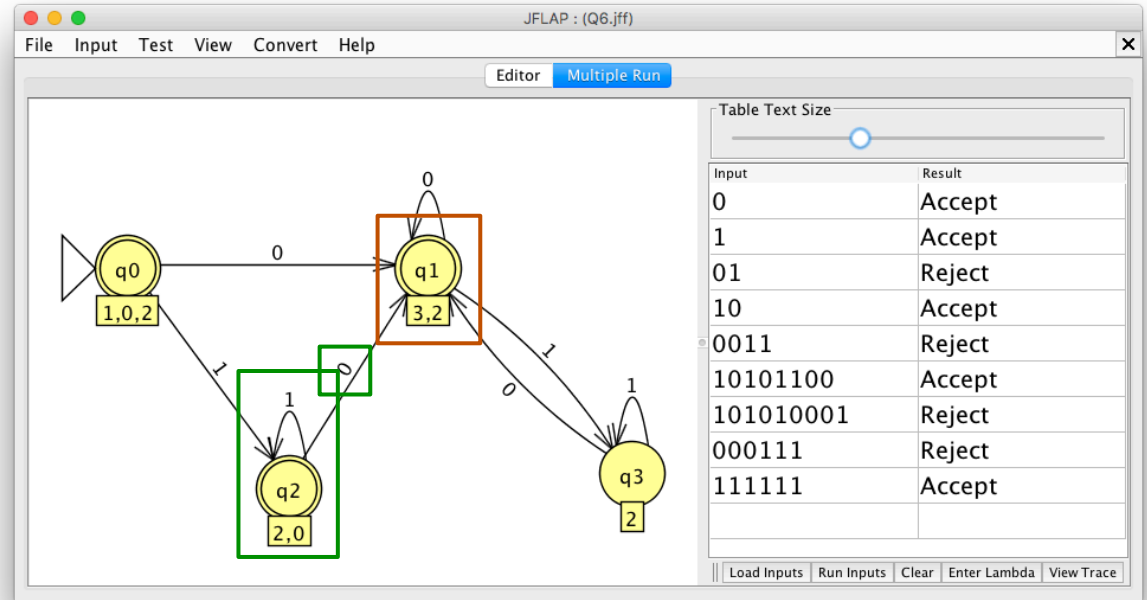 JFLAP : (Q6.jff)
File Input Test View Convert Help
Editor Multiple Run
Table Text Size
Input Result
0 Accept
1 Accept
01 Reject
10 Accept
0011 Reject
10101100 Accept
101010001 Reject
000111 Reject
111111 Accept
Load Inputs Run Inputs Clear Enter Lambda View Trace
0
0
q0
1,0,2
q1
3,2
1
0
1
0
1
1
q2
2,0
q3
2